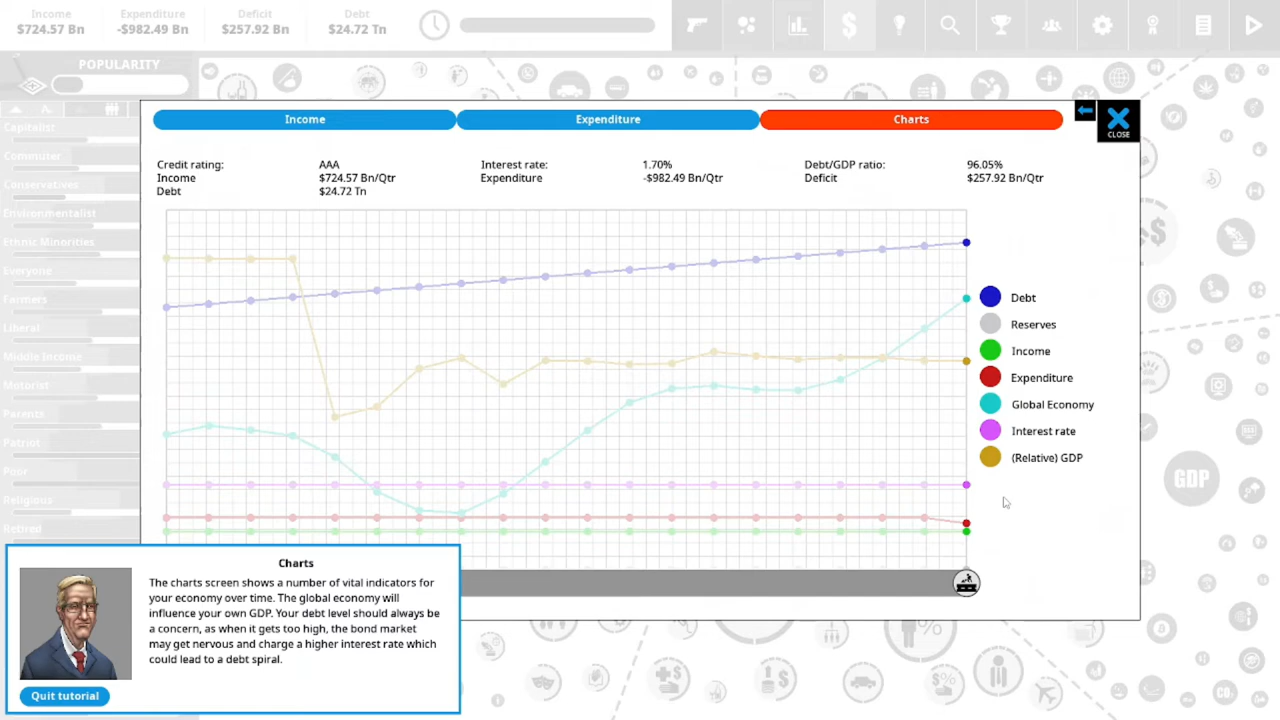 Income
Expenditure
Deficit
Debt
$724.57 Bn
-$982.49 Bn
$257.92 Bn
$24.72 Tn
POPULARITY
Capitalist
Commuter
Conservatives
Environmentalist
Ethnic Minorities
Everyone
Farmers
Liberal
Middle Income
Motorist
Parents
Patriot
Poor
Religious
Retired
Income
Expenditure
Charts
CLOSE
Credit rating: AAA Interest rate: 1.70% Debt/GDP ratio: 96.05%
Income $724.57 Bn/Qtr Expenditure -$982.49 Bn/Qtr Deficit $257.92 Bn/Qtr
Debt $24.72 Tn
Debt
Reserves
Income
Expenditure
Global Economy
Interest rate
(Relative) GDP
GDP
CO₂
Charts
The charts screen shows a number of vital indicators for
your economy over time. The global economy will
influence your own GDP. Your debt level should always be
a concern, as when it gets too high, the bond market
may get nervous and charge a higher interest rate which
could lead to a debt spiral.
Quit tutorial